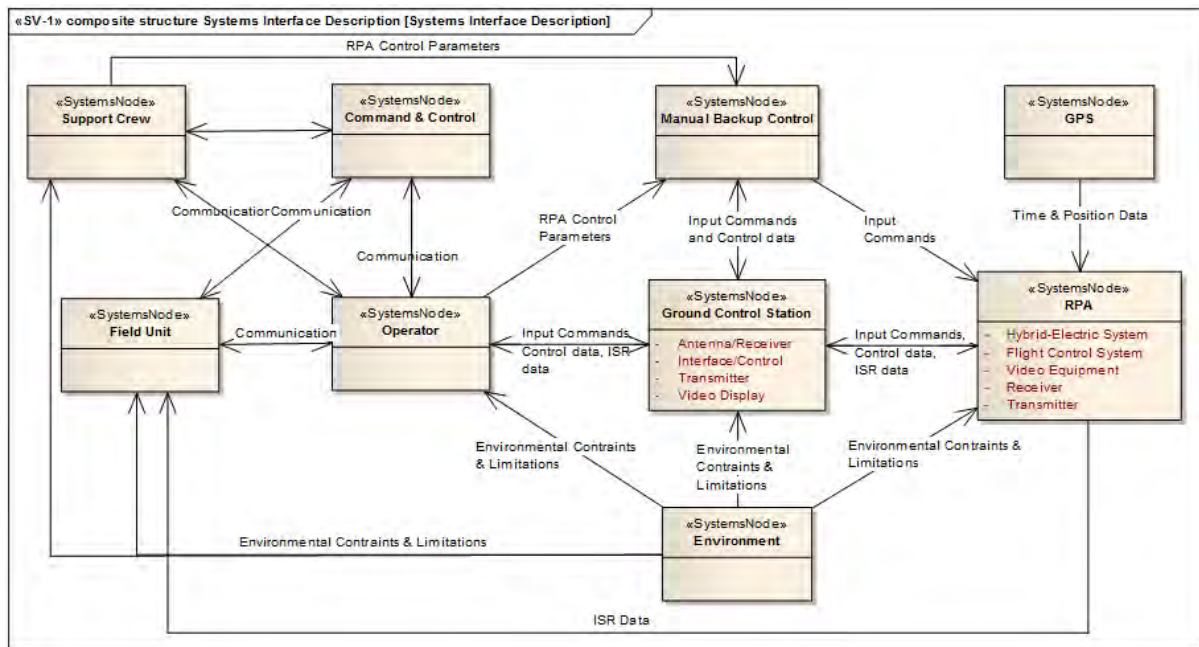 «SV-1» composite structure Systems Interface Description [Systems Interface Description]
RPA Control Parameters
«SystemsNode»
Support Crew
«SystemsNode»
Command & Control
«SystemsNode»
Manual Backup Control
«SystemsNode»
GPS
Communication
Communication
Communication
RPA Control
Parameters
Input Commands
and Control data
Input
Commands
Time & Position Data
«SystemsNode»
Field Unit
Communication
«SystemsNode»
Operator
Input Commands,
Control data, ISR
data
«SystemsNode»
Ground Control Station
- Antenna/Receiver
- Interface/Control
- Transmitter
- Video Display
Input Commands,
Control data,
ISR data
«SystemsNode»
RPA
- Hybrid-Electric System
- Flight Control System
- Video Equipment
- Receiver
- Transmitter
Environmental Contraints
& Limitations
Environmental
Contraints &
Limitations
Environmental Contraints &
Limitations
«SystemsNode»
Environment
Environmental Contraints & Limitations
ISR Data